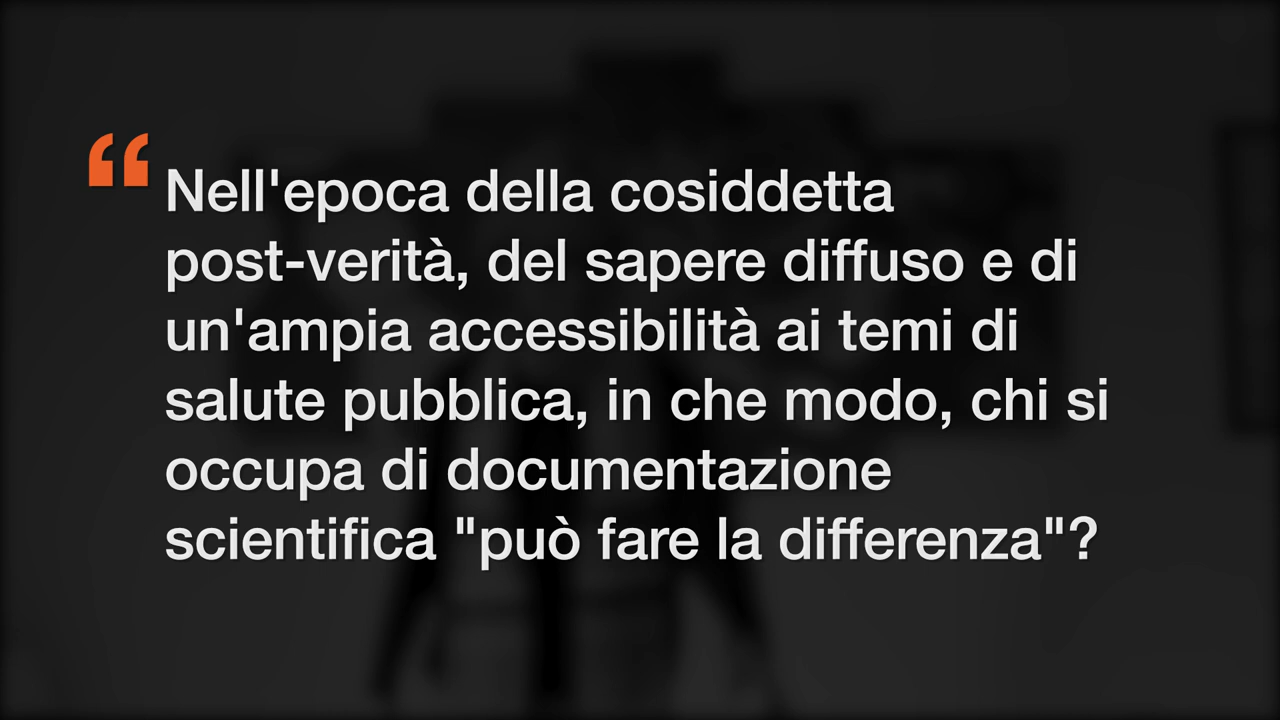 “Nell'epoca della cosiddetta
post-verità, del sapere diffuso e di
un'ampia accessibilità ai temi di
salute pubblica, in che modo, chi si
occupa di documentazione
scientifica "può fare la differenza"?